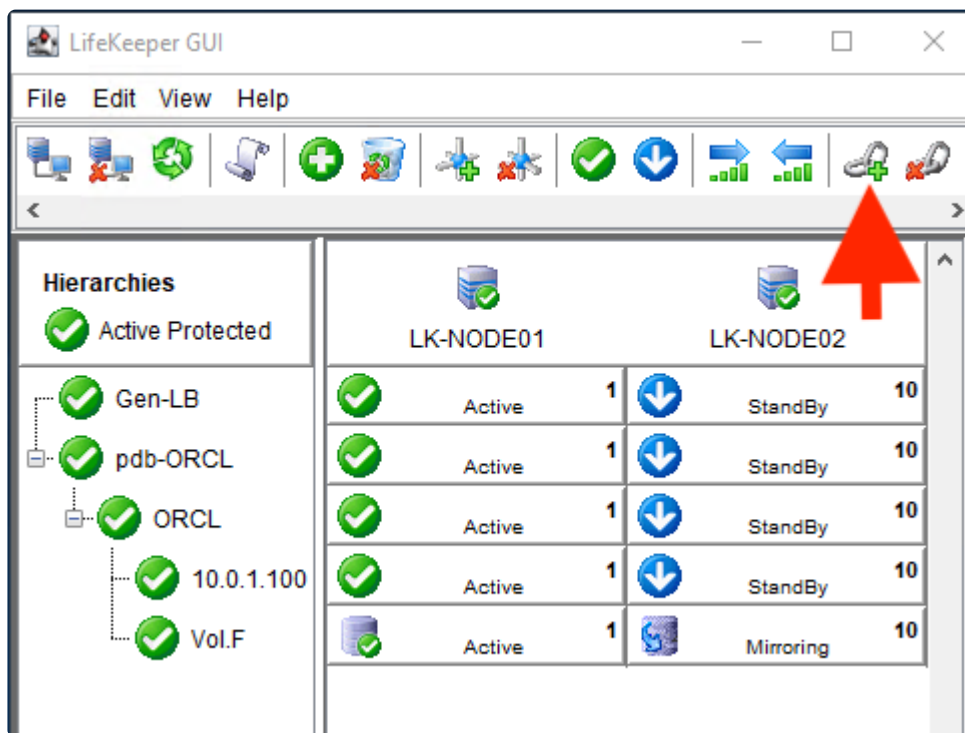 LifeKeeper GUI
File Edit View Help
Hierarchies
Active Protected
LK-NODE01 LK-NODE02
Gen-LB Active 1 StandBy 10
pdb-ORCL Active 1 StandBy 10
ORCL Active 1 StandBy 10
10.0.1.100 Active 1 StandBy 10
Vol.F Active 1 Mirroring 10